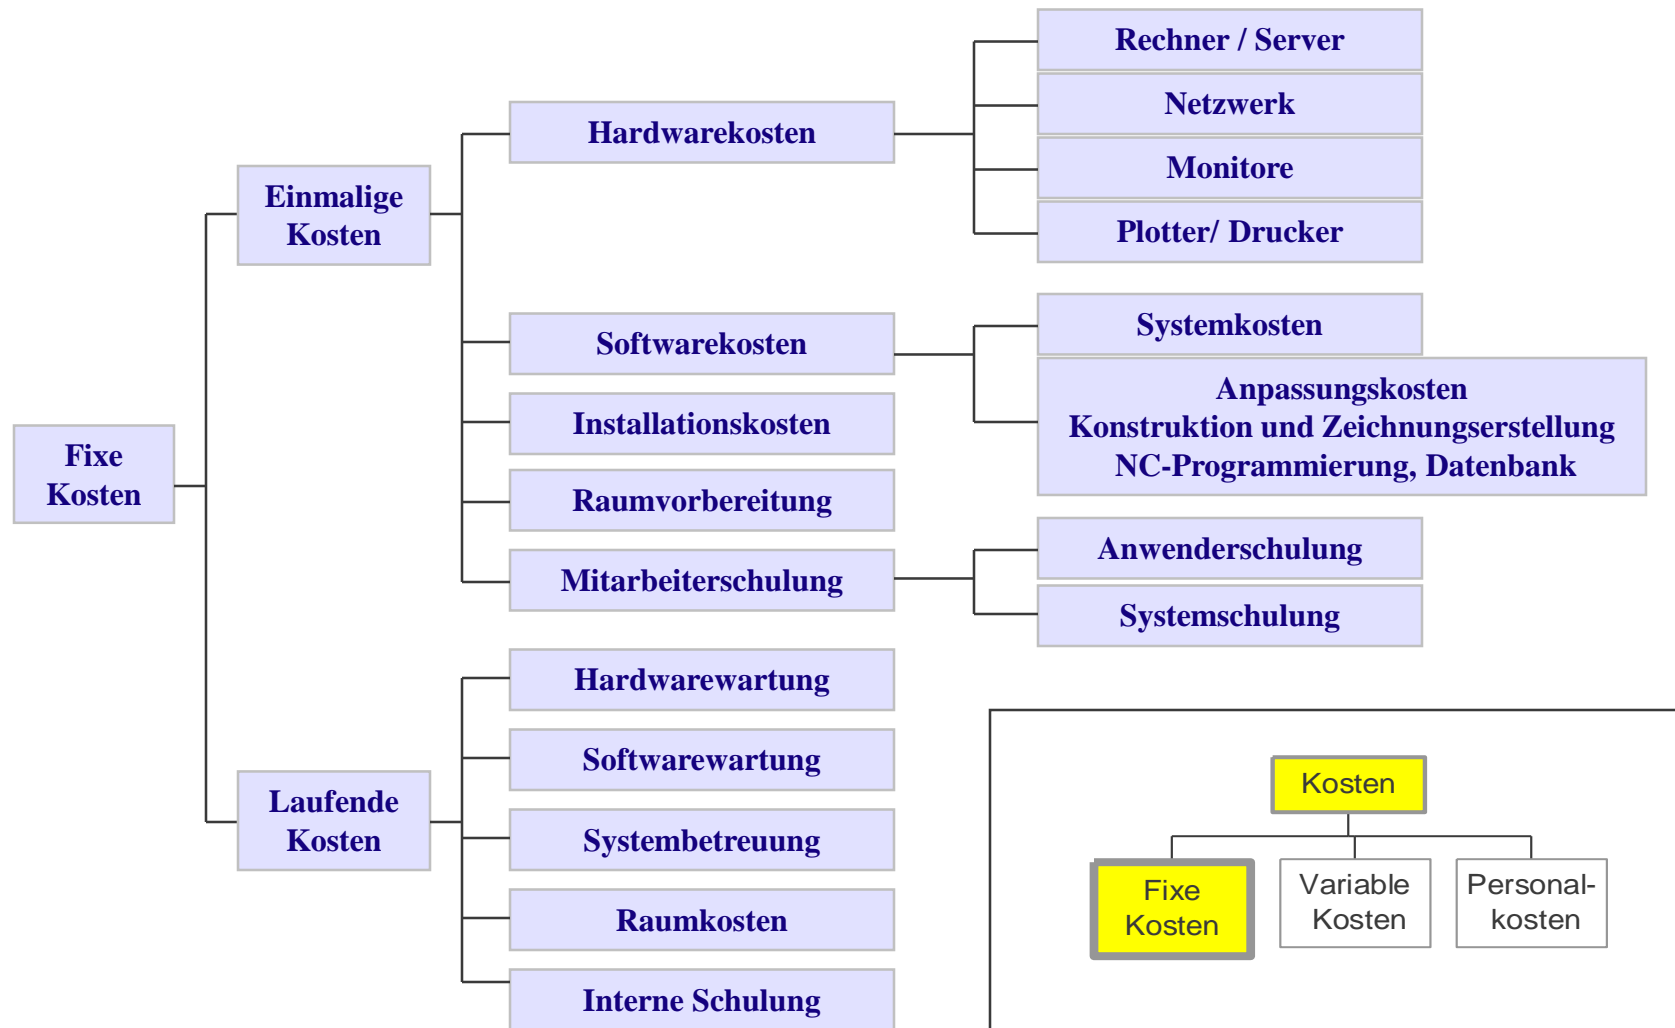 Fixe
Kosten
Einmalige
Kosten
Hardwarekosten
Rechner / Server
Netzwerk
Monitore
Plotter/ Drucker
Softwarekosten
Systemkosten
Anpassungskosten
Konstruktion und Zeichnungserstellung
NC-Programmierung, Datenbank
Installationskosten
Raumvorbereitung
Mitarbeiterschulung
Anwenderschulung
Systemschulung
Laufende
Kosten
Hardwarewartung
Softwarewartung
Systembetreuung
Raumkosten
Interne Schulung
Kosten
Fixe
Kosten
Variable
Kosten
Personal-
kosten